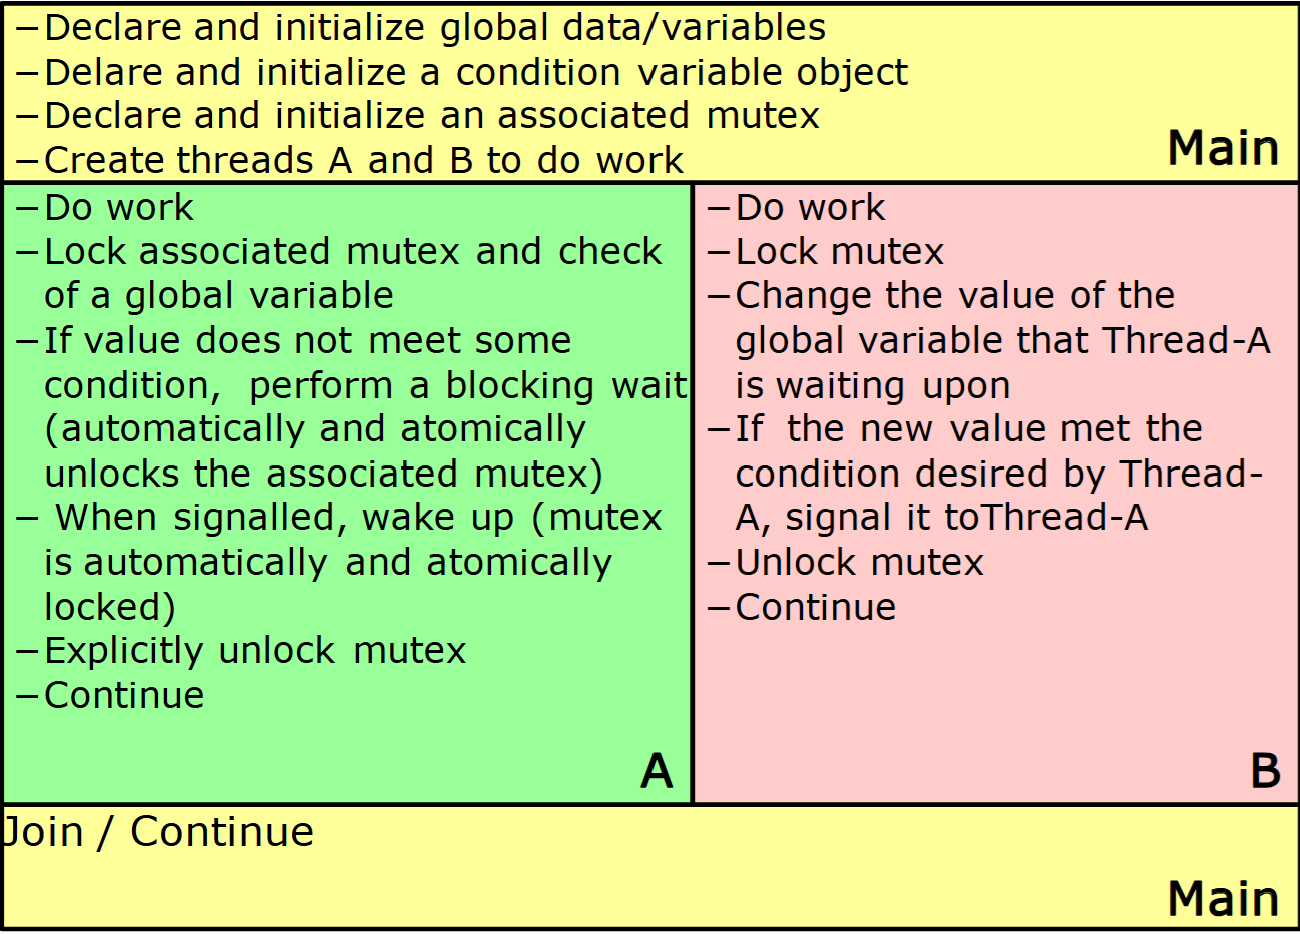 –Declare and initialize global data/variables
–Delare and initialize a condition variable object
–Declare and initialize an associated mutex
–Create threads A and B to do work
Main
–Do work
–Lock associated mutex and check
of a global variable
–If value does not meet some
condition, perform a blocking wait
(automatically and atomically
unlocks the associated mutex)
– When signalled, wake up (mutex
is automatically and atomically
locked)
–Explicitly unlock mutex
–Continue
A
–Do work
–Lock mutex
–Change the value of the
global variable that Thread-A
is waiting upon
–If the new value met the
condition desired by Thread-
A, signal it toThread-A
–Unlock mutex
–Continue
B
Join / Continue
Main